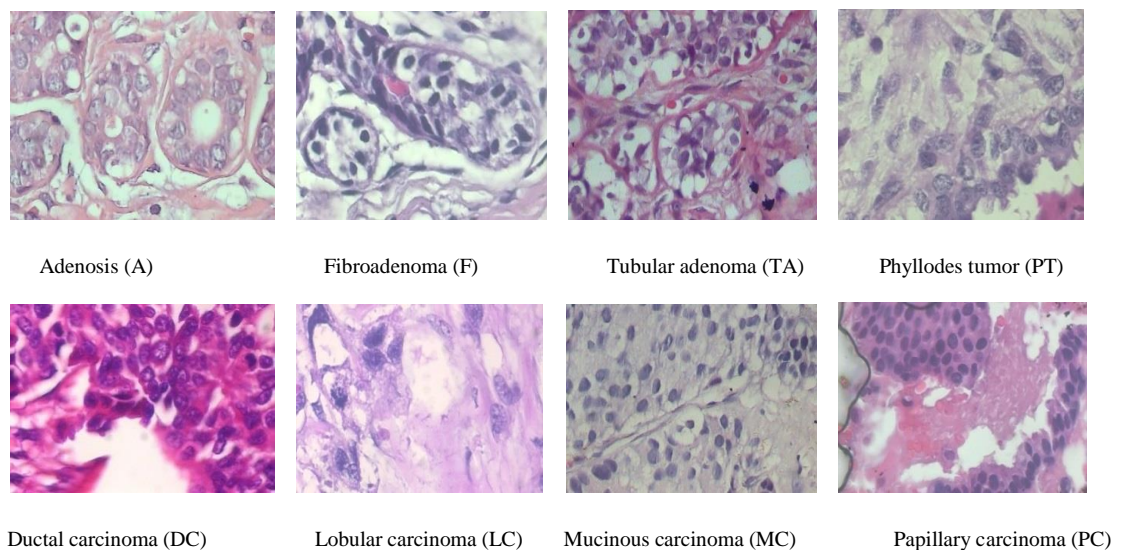 Adenosis (A)
Fibroadenoma (F)
Tubular adenoma (TA)
Phyllodes tumor (PT)
Ductal carcinoma (DC)
Lobular carcinoma (LC)
Mucinous carcinoma (MC)
Papillary carcinoma (PC)